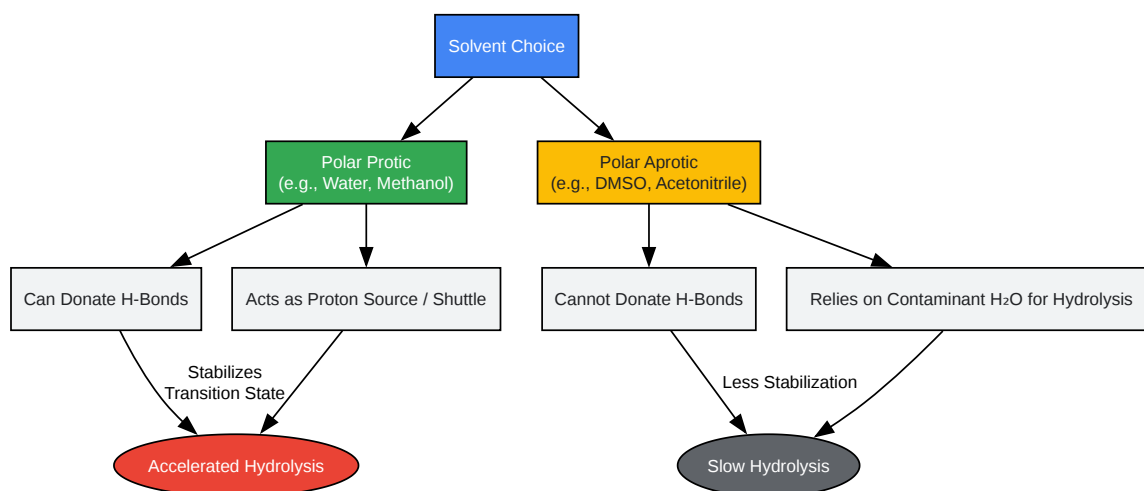 Solvent Choice
Polar Protic
(e.g., Water, Methanol)
Polar Aprotic
(e.g., DMSO, Acetonitrile)
Can Donate H-Bonds
Acts as Proton Source / Shuttle
Cannot Donate H-Bonds
Relies on Contaminant H₂O for Hydrolysis
Stabilizes
Transition State
Less Stabilization
Accelerated Hydrolysis
Slow Hydrolysis